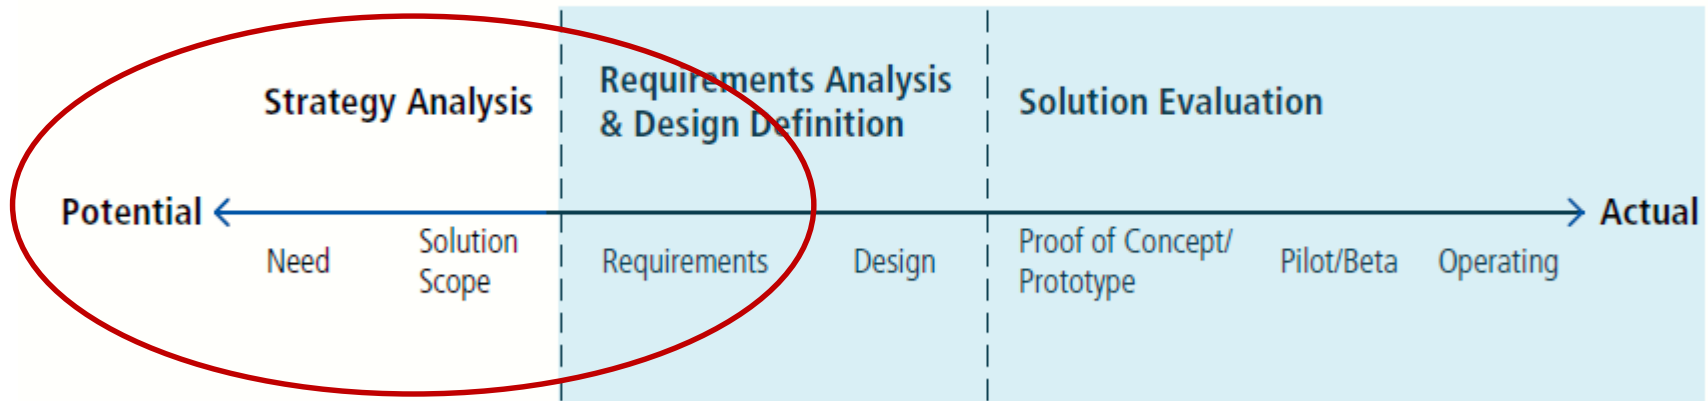 Strategy Analysis
Requirements Analysis
& Design Definition
Solution Evaluation
Potential
Actual
Need
Solution
Scope
Requirements
Design
Proof of Concept/
Prototype
Pilot/Beta
Operating